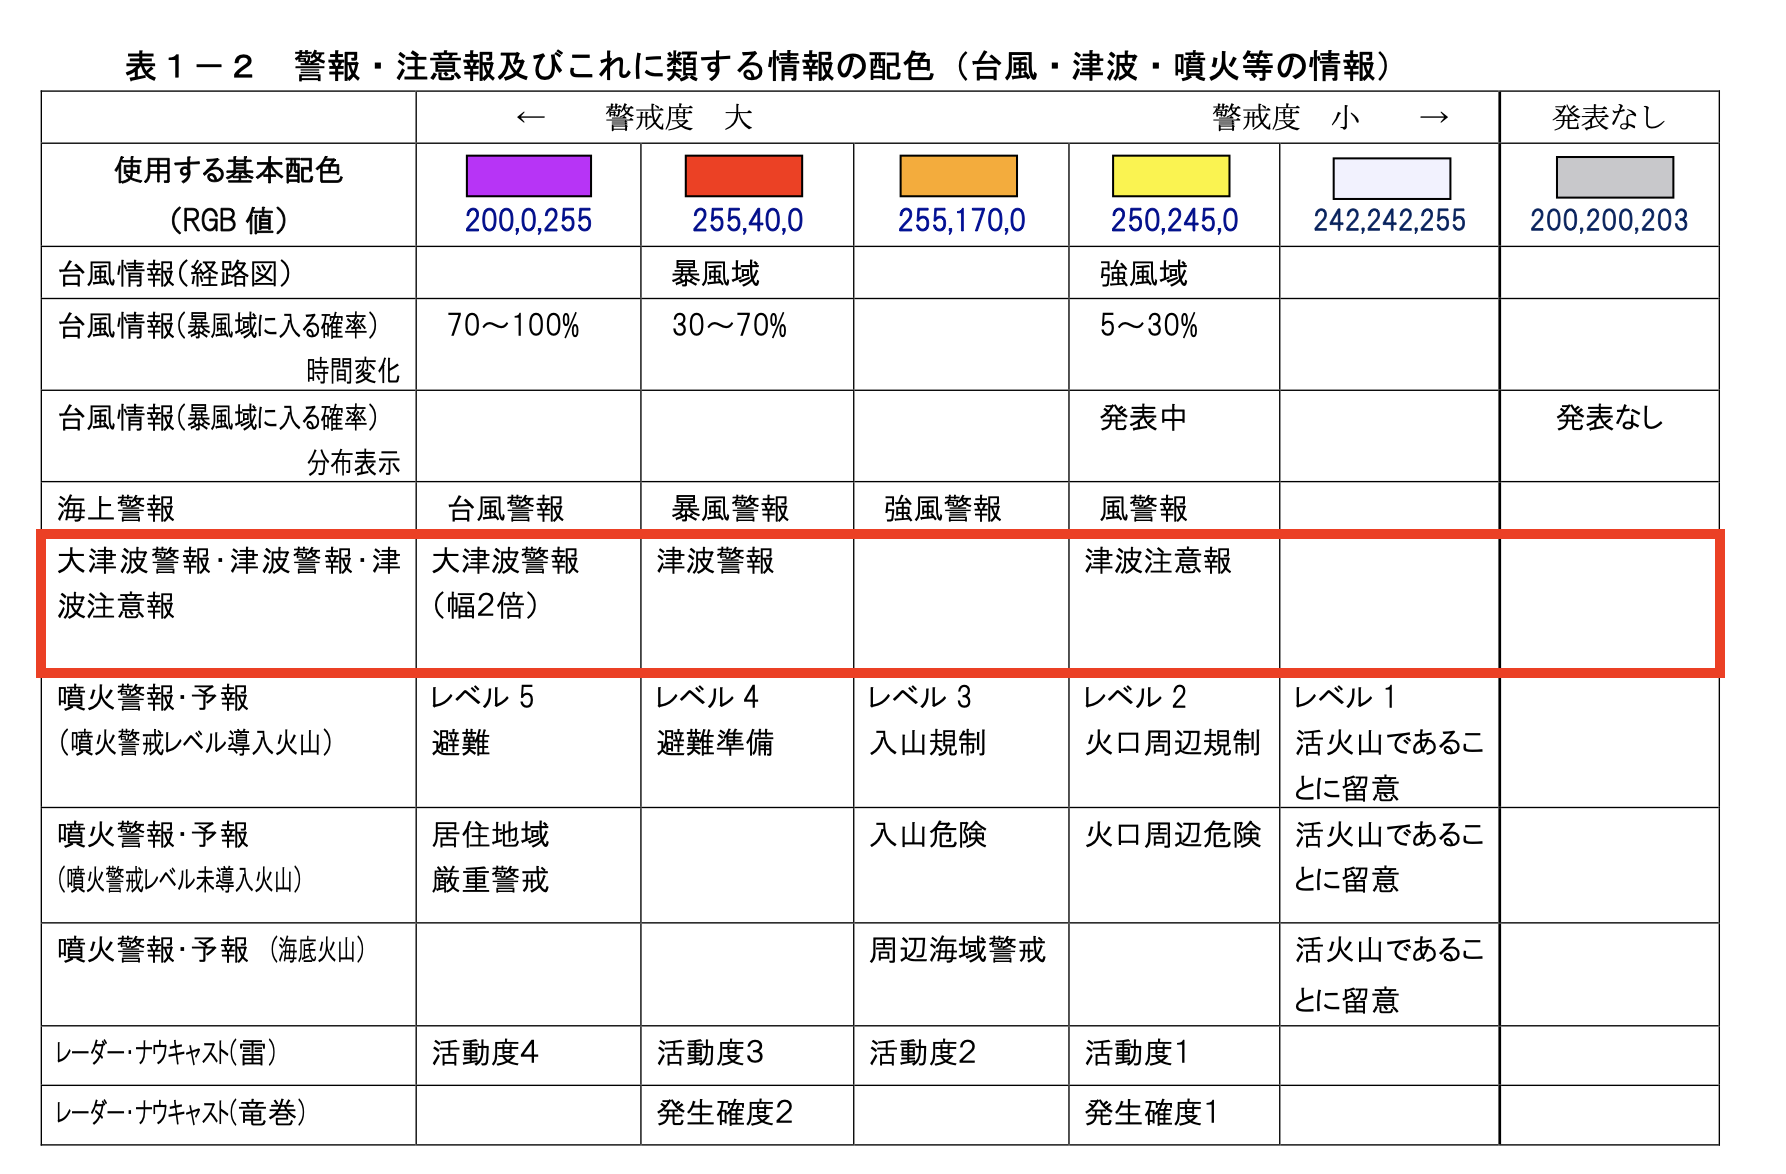 表1-2　警報・注意報及びこれに類する情報の配色（台風・津波・噴火等の情報）
←　警戒度　大　警戒度　小　→　発表なし
使用する基本配色
（RGB 値）　200,0,255　255,40,0　255,170,0　250,245,0　242,242,255　200,200,203
台風情報（経路図）　暴風域　強風域
台風情報（暴風域に入る確率）　70～100%　30～70%　5～30%
時間変化
台風情報（暴風域に入る確率）　発表中　発表なし
分布表示
海上警報　台風警報　暴風警報　強風警報　風警報
大津波警報・津波警報・津　大津波警報　津波警報　津波注意報
波注意報　（幅2倍）
噴火警報・予報　レベル 5　レベル 4　レベル 3　レベル 2　レベル 1
（噴火警戒レベル導入火山）　避難　避難準備　入山規制　火口周辺規制　活火山であるこ
とに留意
噴火警報・予報　居住地域　入山危険　火口周辺危険　活火山であるこ
（噴火警戒レベル未導入火山）　厳重警戒　とに留意
噴火警報・予報　（海底火山）　周辺海域警戒　活火山であるこ
とに留意
レーダー・ナウキャスト（雷）　活動度4　活動度3　活動度2　活動度1
レーダー・ナウキャスト（竜巻）　発生確度2　発生確度1